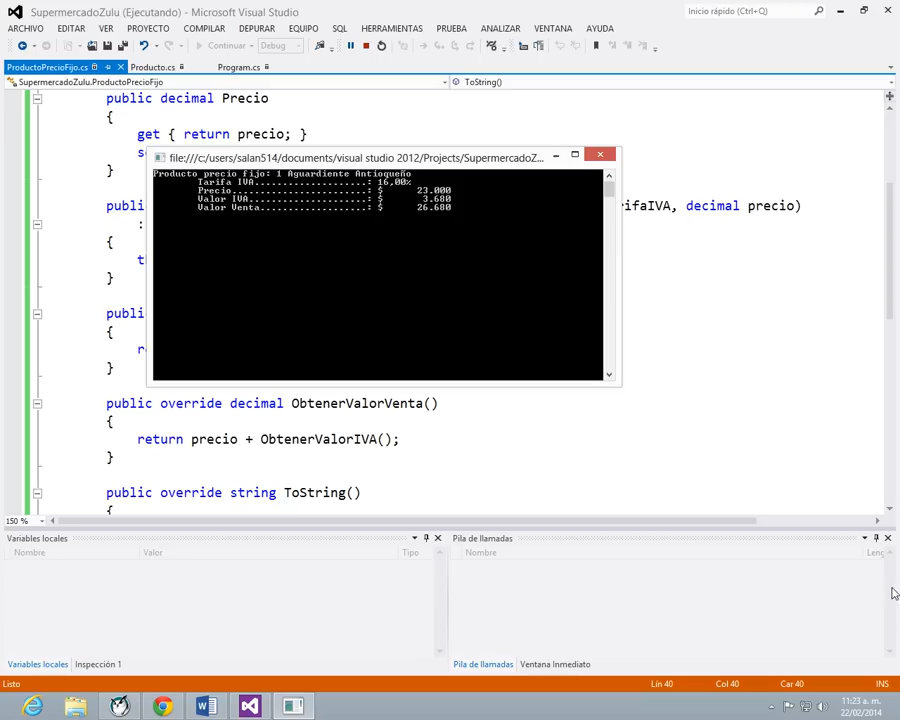 SupermercadoZulu (Ejecutando) - Microsoft Visual Studio
Inicio rápido (Ctrl+Q)
ARCHIVO EDITAR VER PROYECTO COMPILAR DEPURAR EQUIPO SQL HERRAMIENTAS PRUEBA ANALIZAR VENTANA AYUDA
Continuar Debug
ProductoPrecioFijo.cs Producto.cs Program.cs
SupermercadoZulu.ProductoPrecioFijo ToString()
public decimal Precio
{
get { return precio; }
}
file:///c:/users/salan514/documents/visual studio 2012/Projects/SupermercadoZ...
Producto precio fijo: 1 Aguardiente Antioqueño
Tarifa IVA....................: 16,00%
Precio........................: $ 23.000
Valor IVA.....................: $ 3.680
Valor Venta...................: $ 26.680
rifaIVA, decimal precio)
:
{
}
{
}
public override decimal ObtenerValorVenta()
{
return precio + ObtenerValorIVA();
}
public override string ToString()
{
150 %
Variables locales
Nombre Valor Tipo
Pila de llamadas
Nombre Leng
Variables locales Inspección 1
Pila de llamadas Ventana Inmediato
Listo Lín 40 Col 40 Car 40 INS
11:23 a. m.
22/02/2014